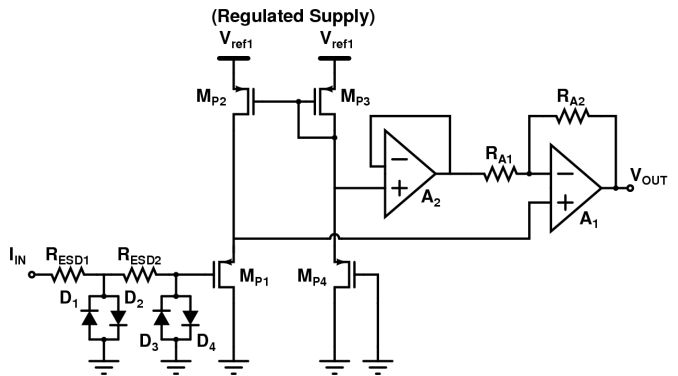 (Regulated Supply)
Vref1 Vref1
MP2 MP3
RA2
RA1
−
+
A2
−
+
A1
VOUT
IIN RESD1 RESD2
MP1 MP4
D1 D2
D3 D4